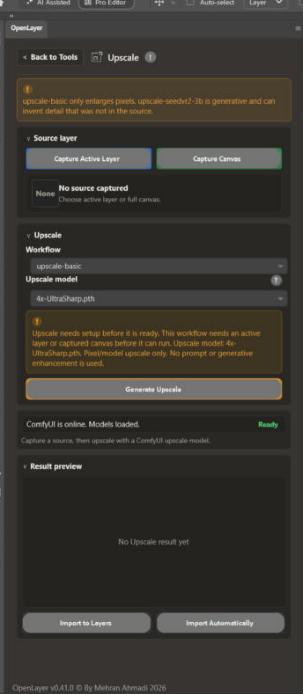 AI Assisted Pro Editor Auto-select Layer
OpenLayer
< Back to Tools Upscale
upscale-basic only enlarges pixels. upscale-seedvr2-3b is generative and can
invent detail that was not in the source.
Source layer
Capture Active Layer Capture Canvas
None
No source captured
Choose active layer or full canvas.
Upscale
Workflow
upscale-basic
Upscale model
4x-UltraSharp.pth
Upscale needs setup before it is ready. This workflow needs an active
layer or captured canvas before it can run. Upscale model: 4x-
UltraSharp.pth. Pixel/model upscale only. No prompt or generative
enhancement is used.
Generate Upscale
ComfyUI is online. Models loaded. Ready
Capture a source, then upscale with a ComfyUI upscale model.
Result preview
No Upscale result yet
Import to Layers Import Automatically
OpenLayer v0.41.0 © By Mehran Ahmadi 2026